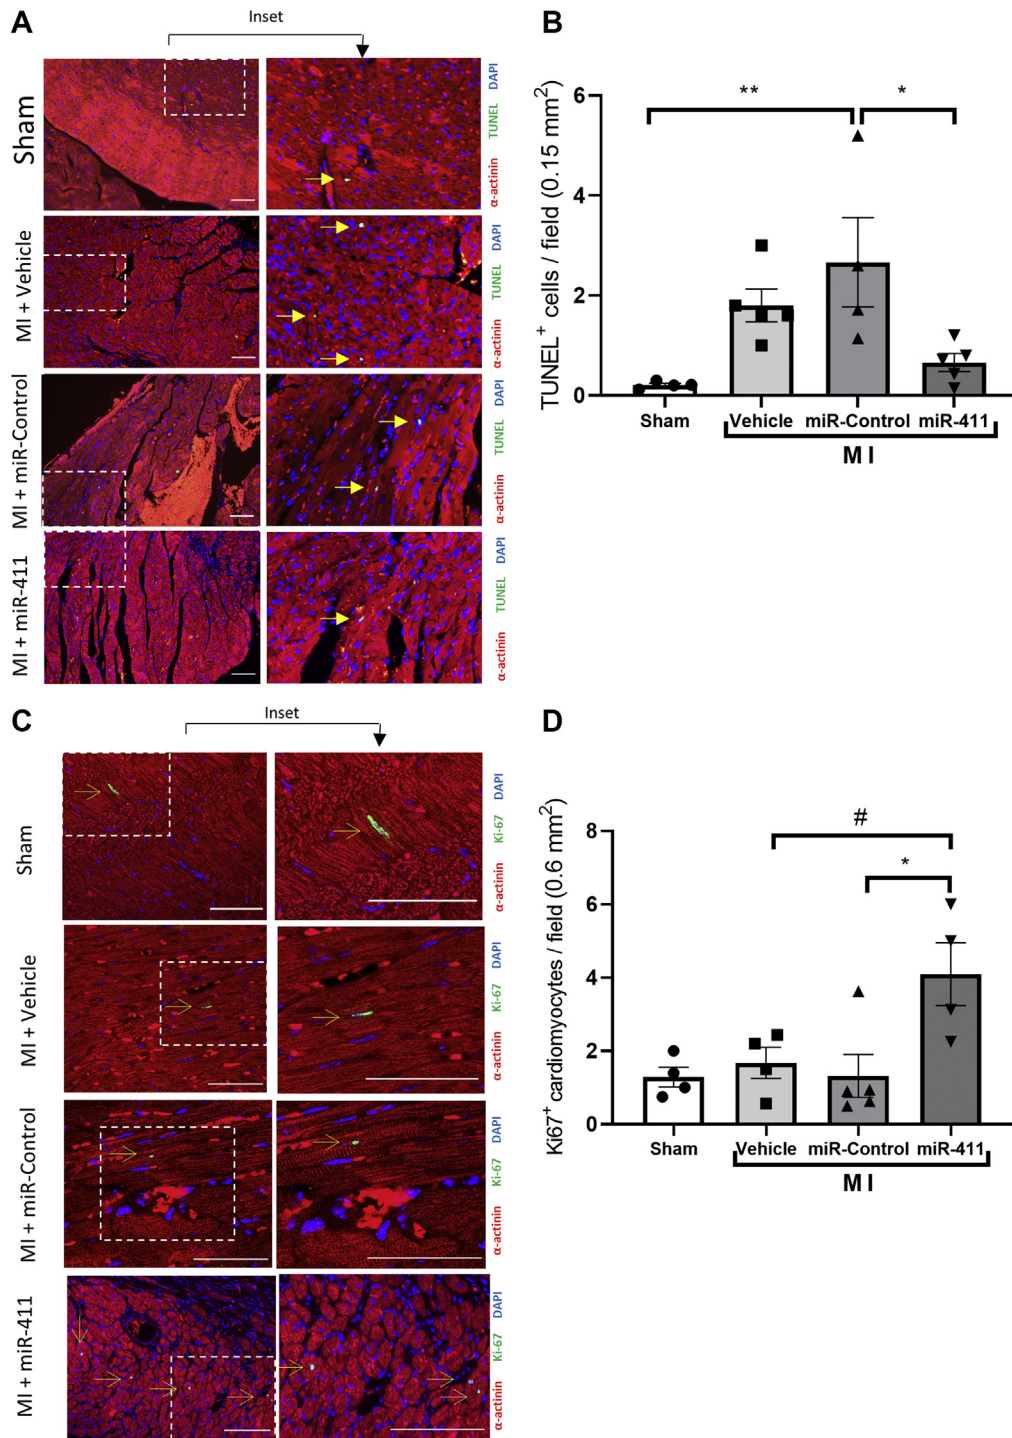 A
Inset
Sham
α-actinin TUNEL DAPI
MI + Vehicle
α-actinin TUNEL DAPI
MI + miR-Control
α-actinin TUNEL DAPI
MI + miR-411
α-actinin TUNEL DAPI
B
TUNEL+ cells / field (0.15 mm2)
6
4
2
0
**
*
Sham
Vehicle
miR-Control
miR-411
MI
C
Inset
Sham
α-actinin Ki-67 DAPI
MI + Vehicle
α-actinin Ki-67 DAPI
MI + miR-Control
α-actinin Ki-67 DAPI
MI + miR-411
α-actinin Ki-67 DAPI
D
Ki67+ cardiomyocytes / field (0.6 mm2)
8
6
4
2
0
#
*
Sham
Vehicle
miR-Control
miR-411
MI